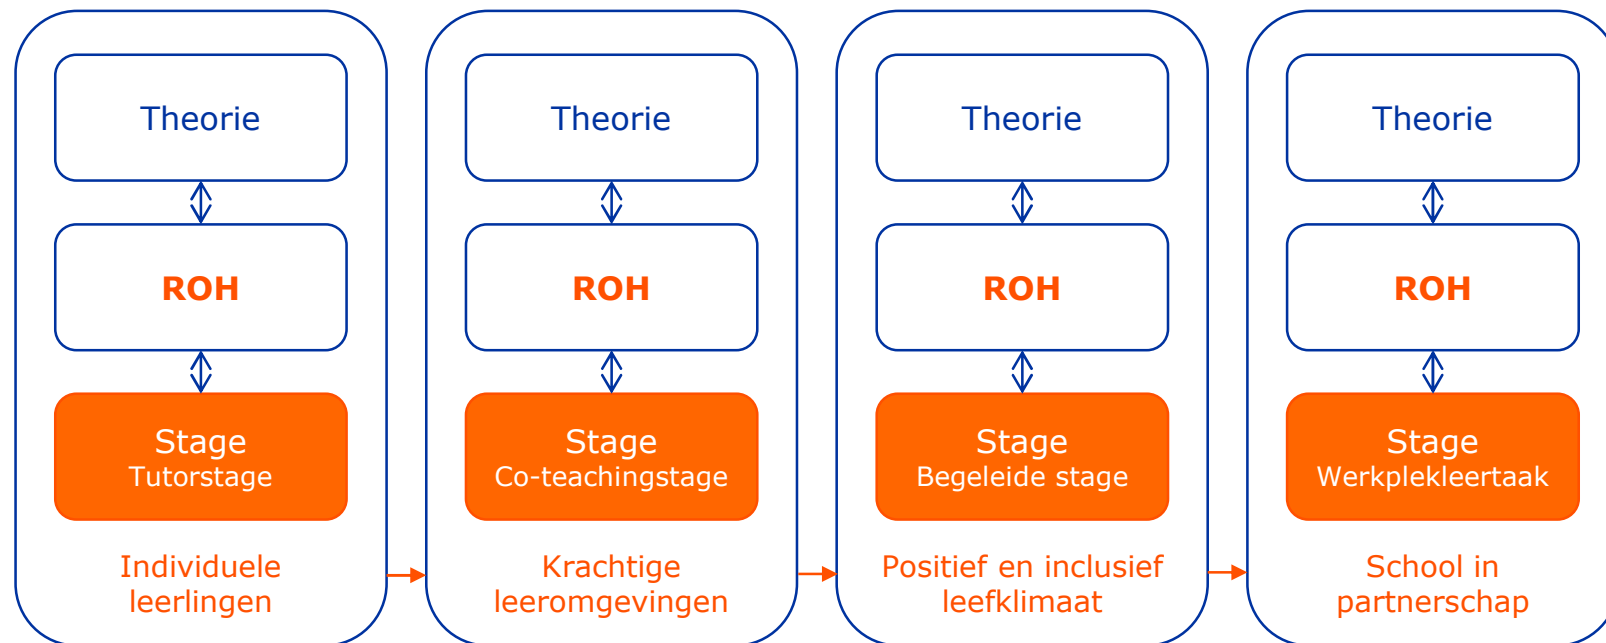 Theorie
ROH
Stage
Tutorstage
Individuele
leerlingen
Theorie
ROH
Stage
Co-teachingstage
Krachtige
leeromgevingen
Theorie
ROH
Stage
Begeleide stage
Positief en inclusief
leefklimaat
Theorie
ROH
Stage
Werkplekleertaak
School in
partnerschap